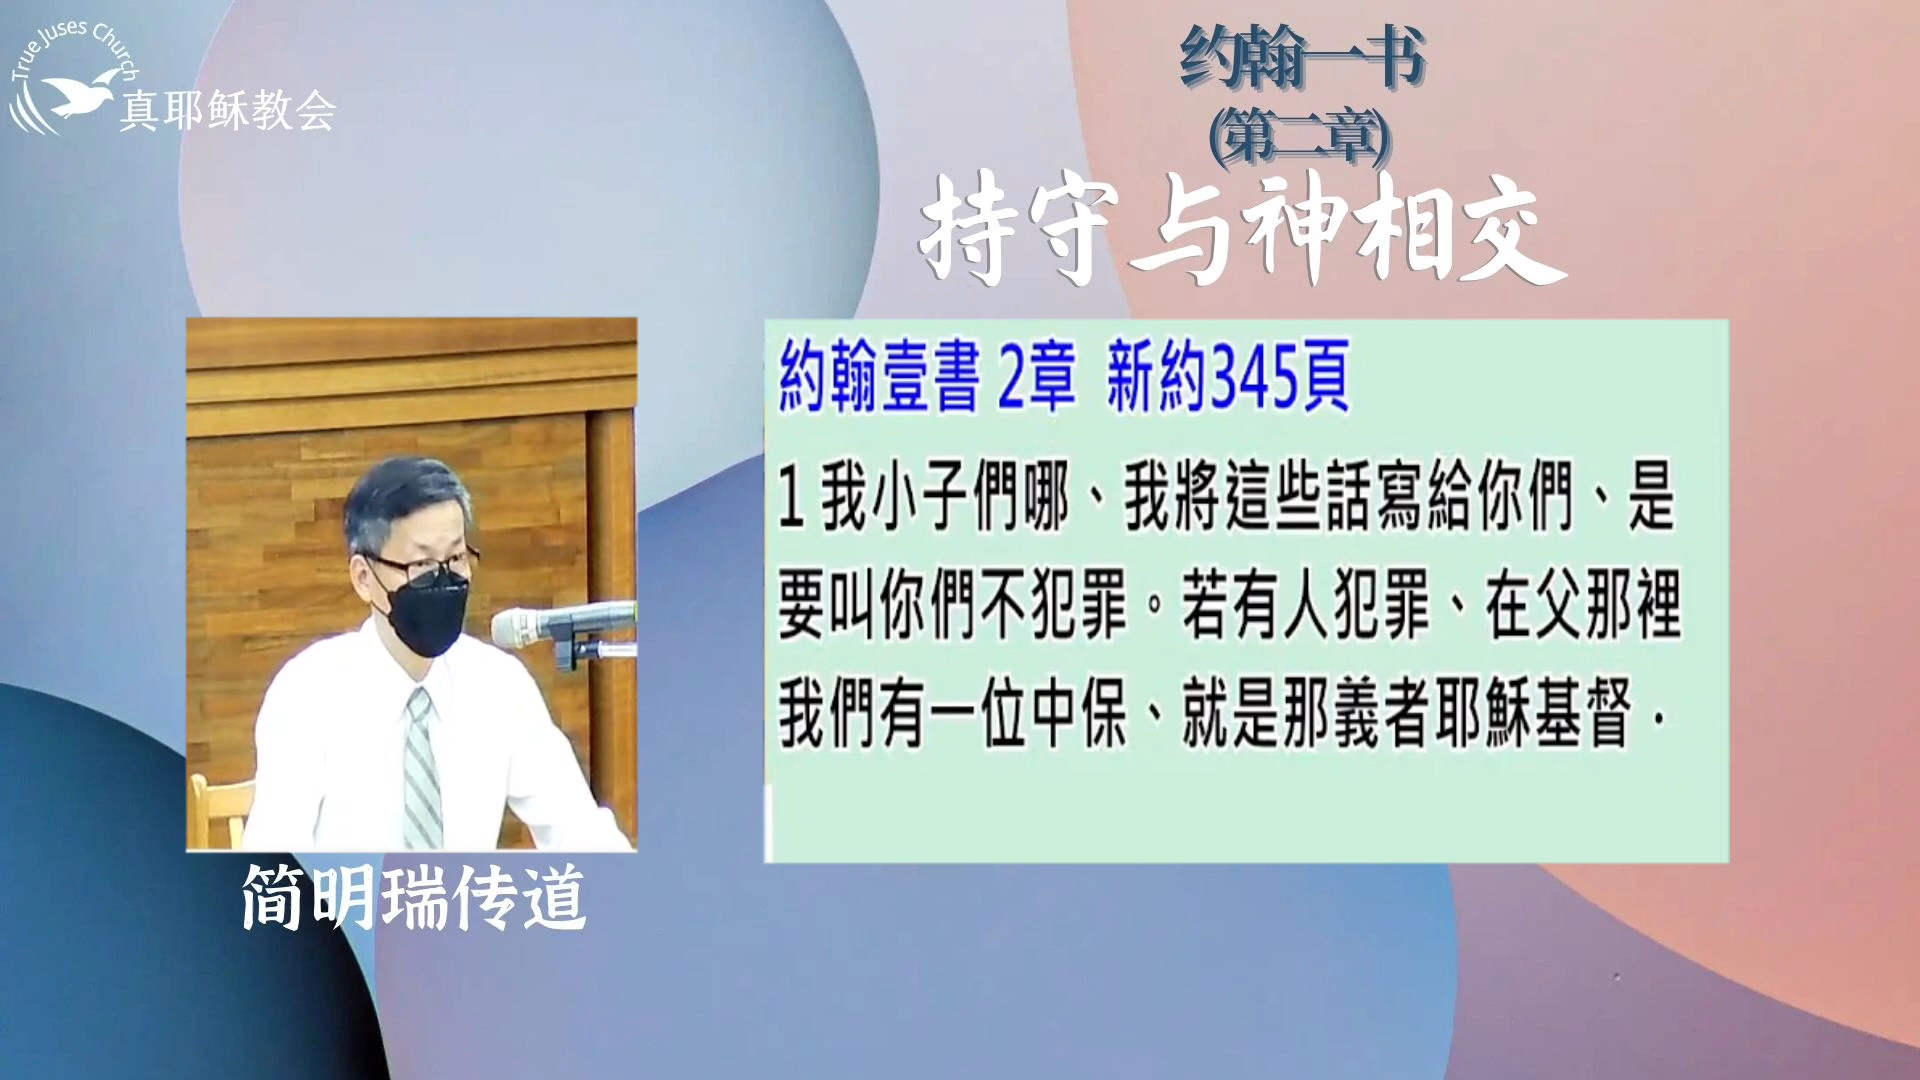 True Juses Church
真耶稣教会
约翰一书
(第二章)
持守与神相交
約翰壹書 2章 新約345頁
1 我小子們哪、我將這些話寫給你們、是
要叫你們不犯罪。若有人犯罪、在父那裡
我們有一位中保、就是那義者耶穌基督．
简明瑞传道